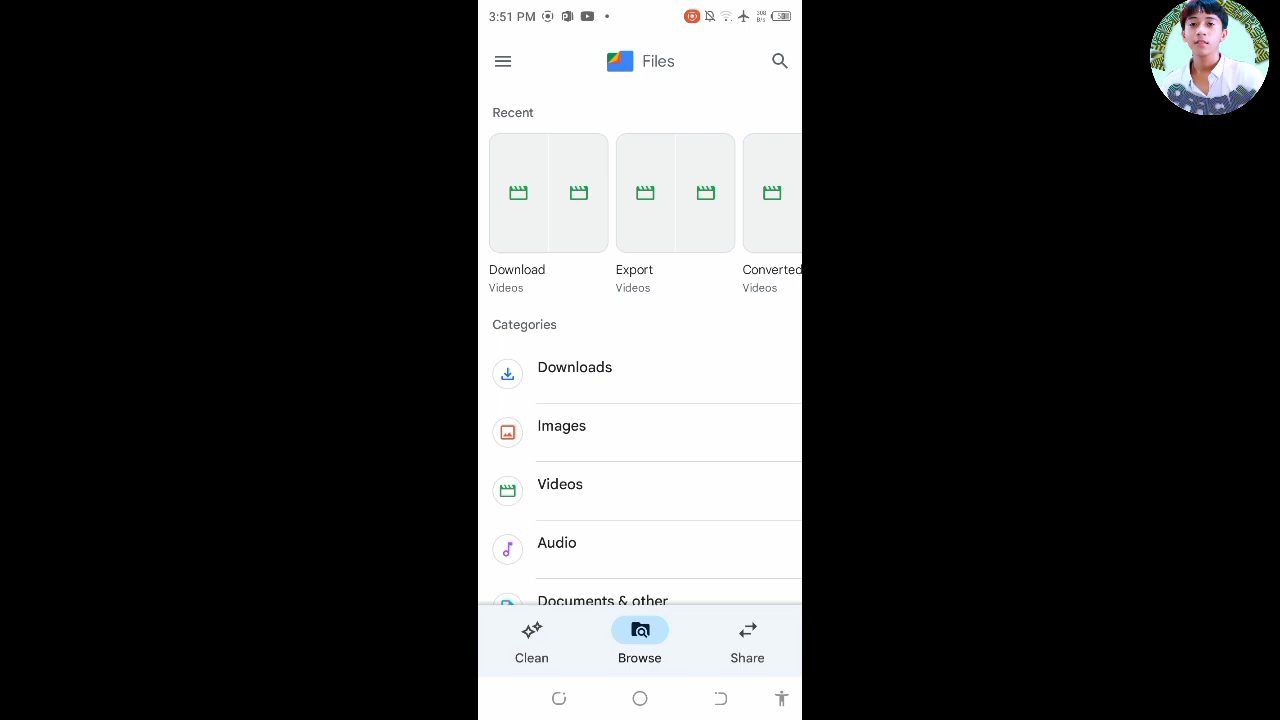 3:51 PM
Files
Recent
Download
Videos
Export
Videos
Converted
Videos
Categories
Downloads
Images
Videos
Audio
Documents & other
Clean
Browse
Share